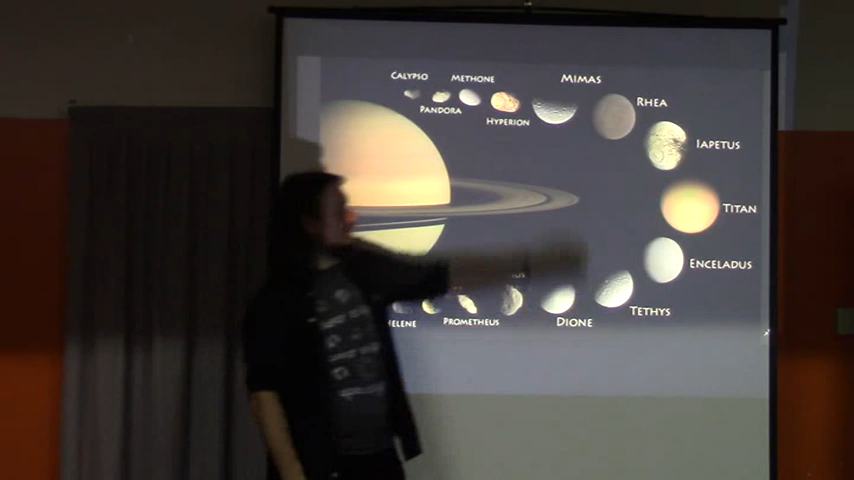 CALYPSO
METHONE
MIMAS
PANDORA
HYPERION
RHEA
IAPETUS
TITAN
ENCELADUS
TETHYS
DIONE
PROMETHEUS